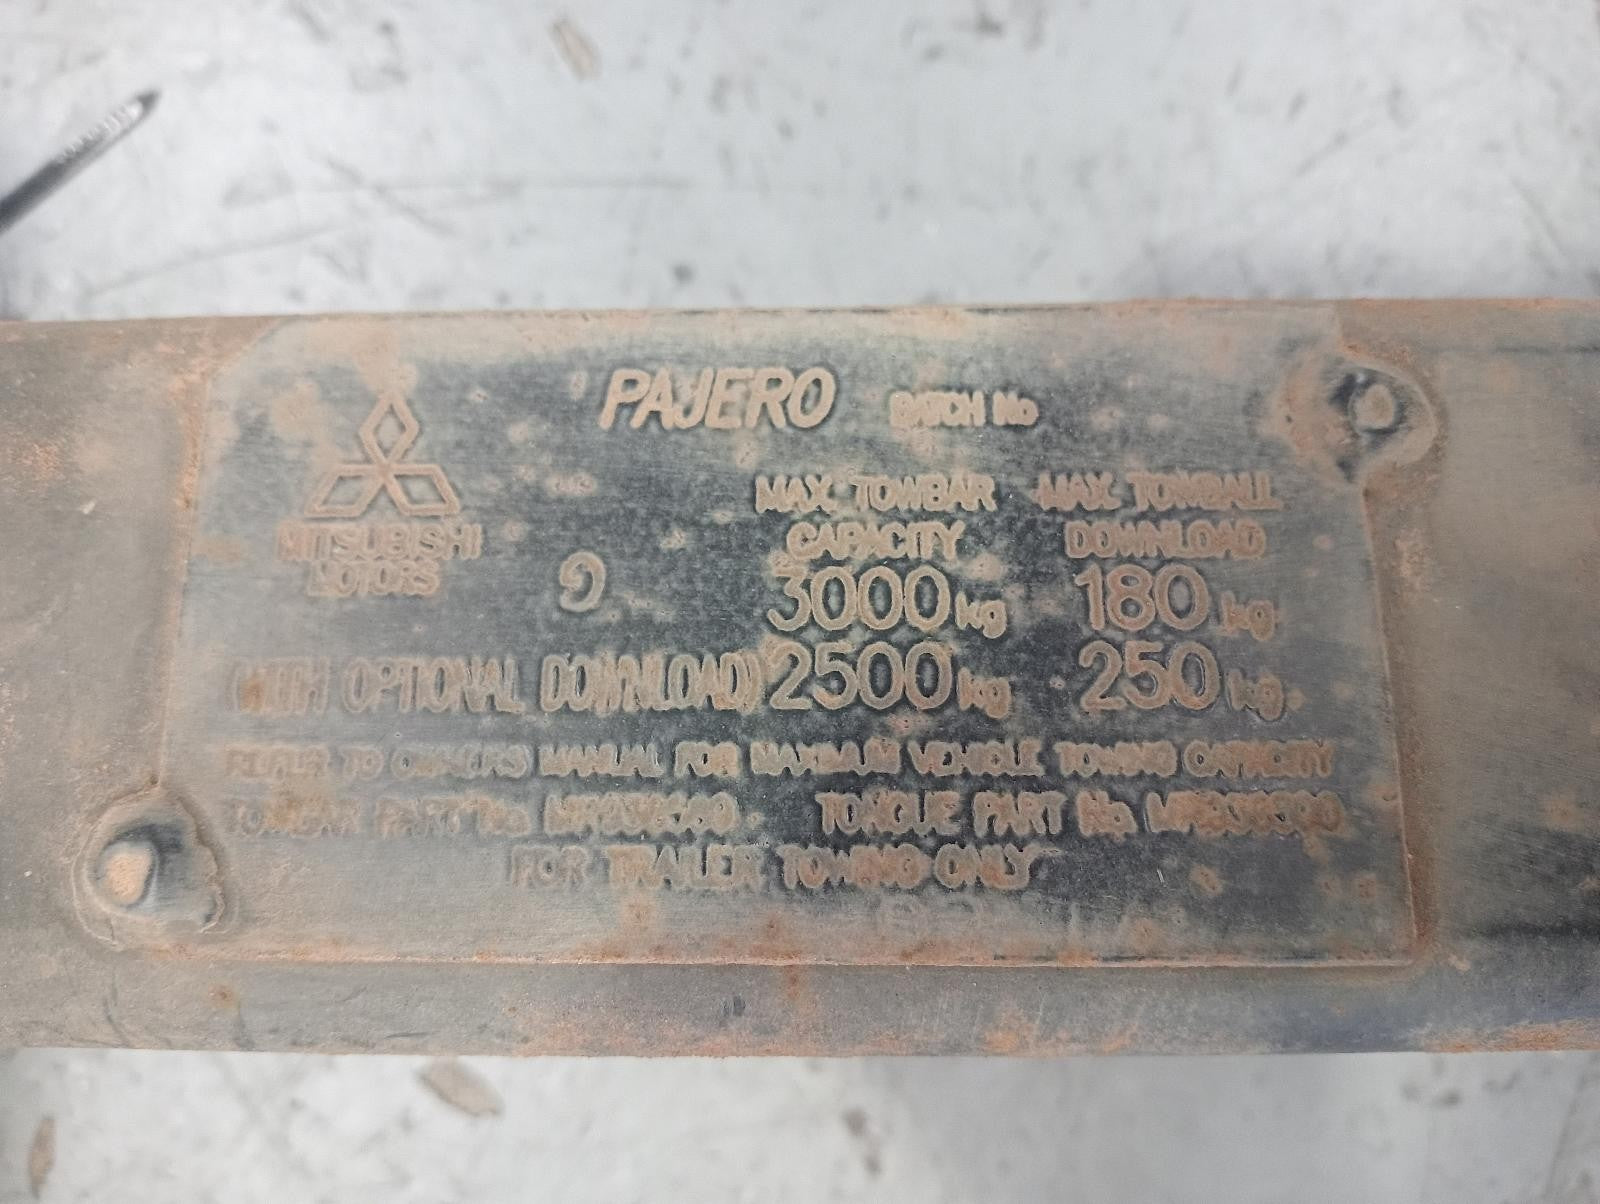 PAJERO BATCH No
MAX. TOWBAR MAX. TOWBALL
MITSUBISHI CAPACITY DOWNLOAD
MOTORS 3000 kg 180 kg
(WITH OPTIONAL DOWNLOAD) 2500 kg 250 kg.
REFER TO OWNERS MANUAL FOR MAXIMUM VEHICLE TOWING CAPACITY
TOWBAR PART No. TONGUE PART No.
FOR TRAILER TOWING ONLY